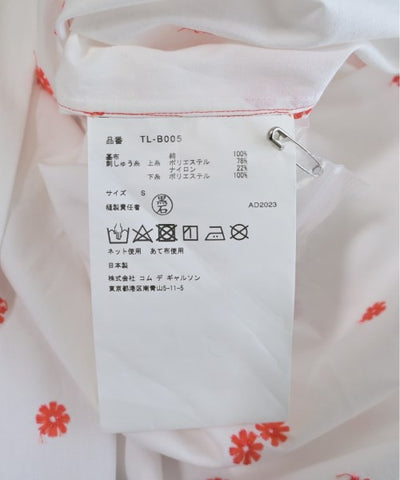 品番 TL-B005
基布 綿 100%
刺しゅう糸 上糸 ポリエステル 78%
ナイロン 22%
下糸 ポリエステル 100%
サイズ S
縫製責任者 黒石 AD2023
ネット使用 あて布使用
日本製
株式会社 コム デ ギャルソン
東京都港区南青山5-11-5